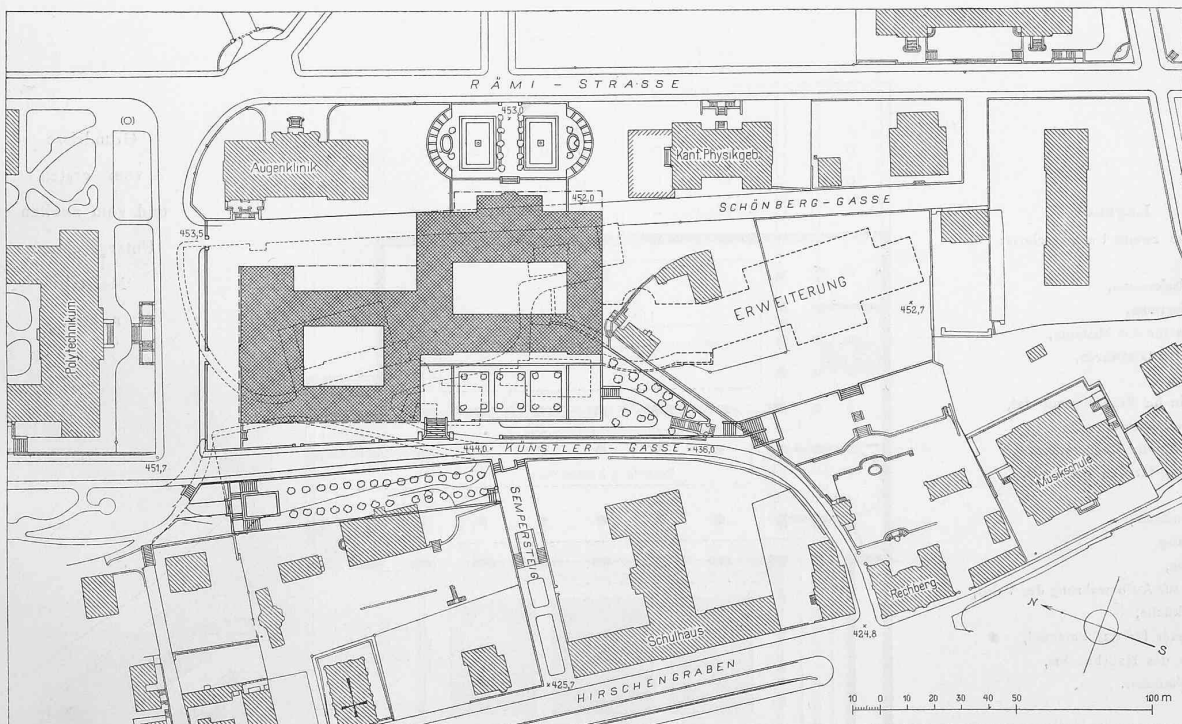 RÄMI - STRASSE
453,0
Augenklinik
Kant. Physikgeb.
452,0
SCHÖNBERG - GASSE
453,5
ERWEITERUNG
452,7
Polytechnikum
444,0 KÜNSTLER - GASSE 436,0
451,7
SEMPERSTEIG
Musikschule
Rechberg
Schulhaus
424,8
N
S
425,7
HIRSCHENGRABEN
10 0 10 20 30 40 50 100 m